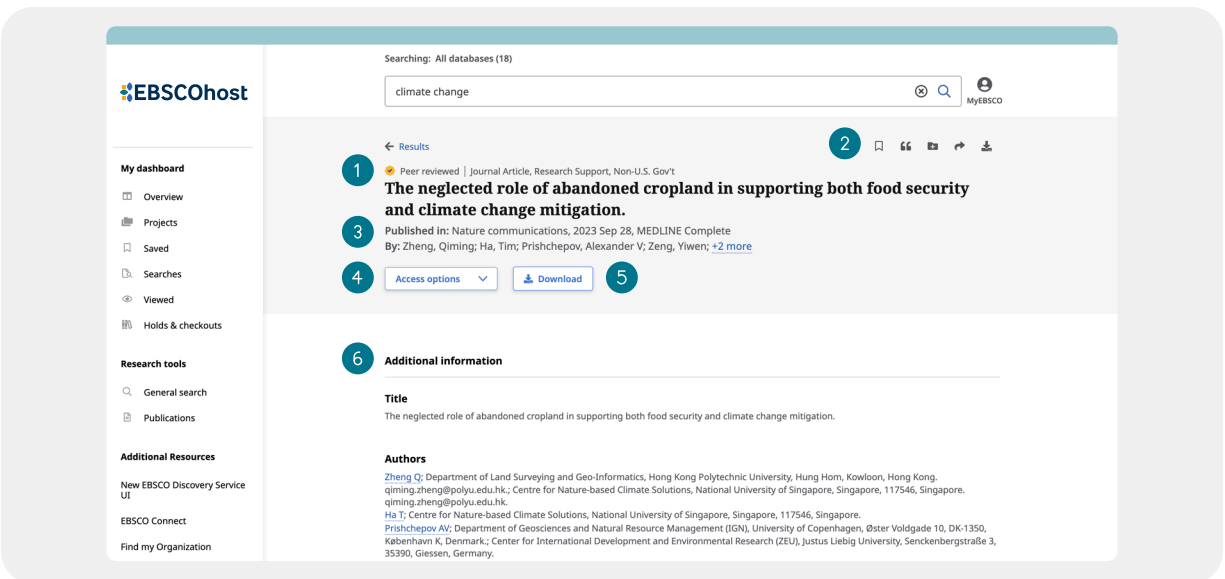 Searching: All databases (18)
EBSCOhost
climate change
MyEBSCO
My dashboard
Overview
Projects
Saved
Searches
Viewed
Holds & checkouts
Research tools
General search
Publications
Additional Resources
New EBSCO Discovery Service
UI
EBSCO Connect
Find my Organization
Results
2
1
Peer reviewed | Journal Article, Research Support, Non-U.S. Gov't
The neglected role of abandoned cropland in supporting both food security
and climate change mitigation.
3
Published in: Nature communications, 2023 Sep 28, MEDLINE Complete
By: Zheng, Qiming; Ha, Tim; Prishchepov, Alexander V; Zeng, Yiwen; +2 more
4
Access options
Download
5
6
Additional information
Title
The neglected role of abandoned cropland in supporting both food security and climate change mitigation.
Authors
Zheng Q; Department of Land Surveying and Geo-Informatics, Hong Kong Polytechnic University, Hung Hom, Kowloon, Hong Kong.
qiming.zheng@polyu.edu.hk.; Centre for Nature-based Climate Solutions, National University of Singapore, Singapore, 117546, Singapore.
qiming.zheng@polyu.edu.hk.
Ha T; Centre for Nature-based Climate Solutions, National University of Singapore, Singapore, 117546, Singapore.
Prishchepov AV; Department of Geosciences and Natural Resource Management (IGN), University of Copenhagen, Øster Voldgade 10, DK-1350,
København K, Denmark.; Center for International Development and Environmental Research (ZEU), Justus Liebig University, Senckenbergstraße 3,
35390, Giessen, Germany.